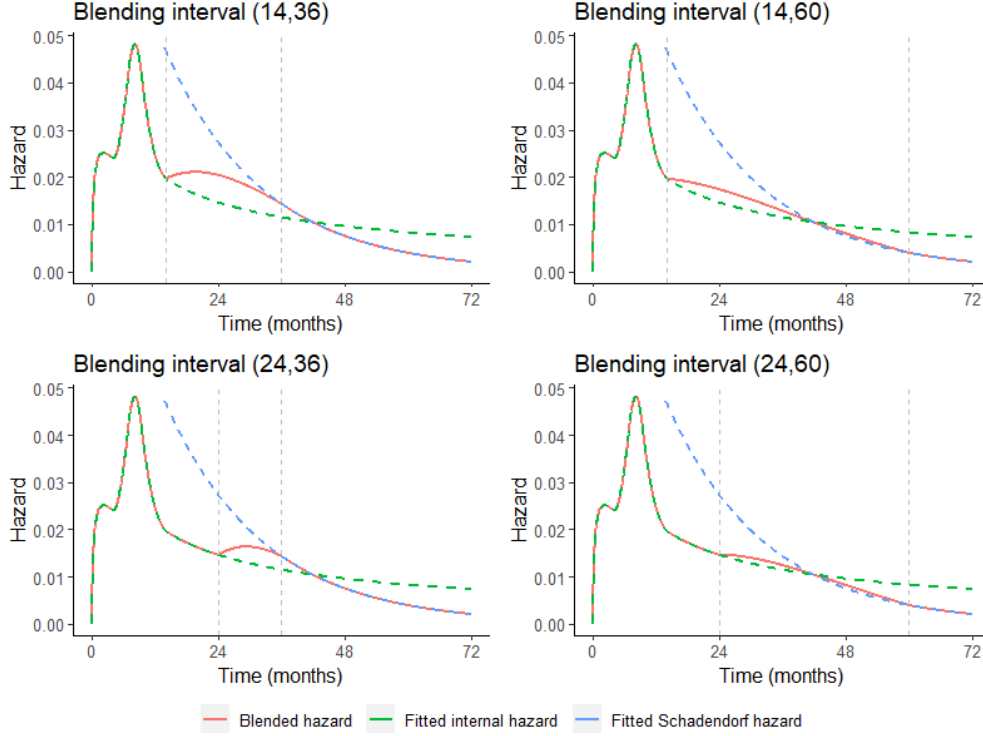 Blending interval (14,36)
0.05
0.04
0.03
0.02
0.01
0.00
Hazard
0 24 48 72
Time (months)
Blending interval (14,60)
0.05
0.04
0.03
0.02
0.01
0.00
Hazard
0 24 48 72
Time (months)
Blending interval (24,36)
0.05
0.04
0.03
0.02
0.01
0.00
Hazard
0 24 48 72
Time (months)
Blending interval (24,60)
0.05
0.04
0.03
0.02
0.01
0.00
Hazard
0 24 48 72
Time (months)
Blended hazard Fitted internal hazard Fitted Schadendorf hazard